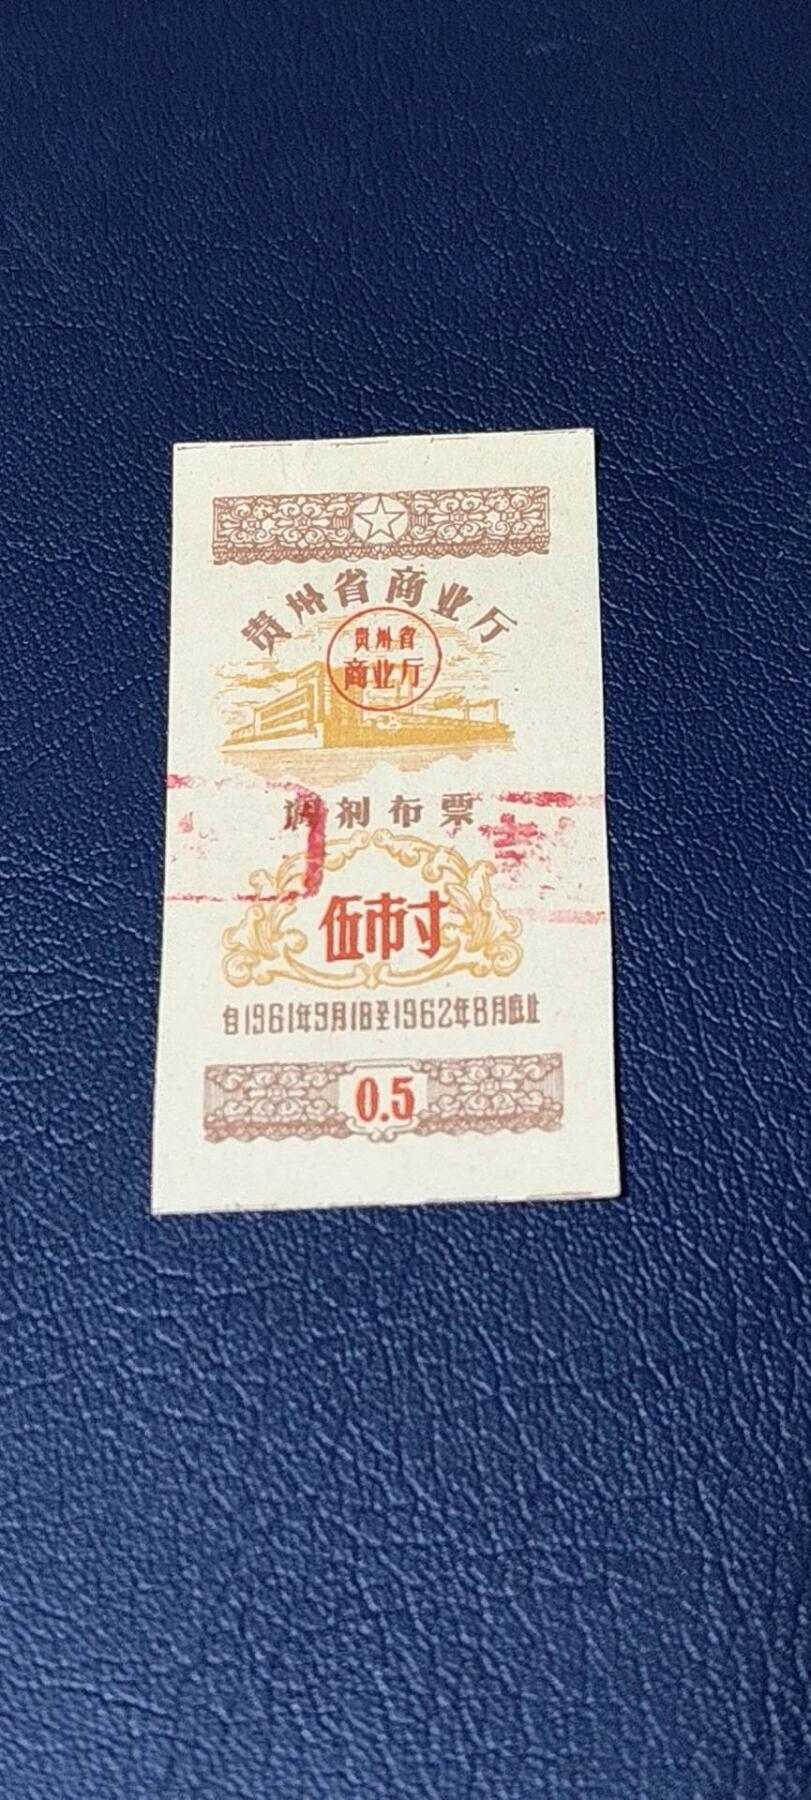 贵州省商业厅
贵州省
商业厅
调剂布票
伍市寸
自1961年9月1日至1962年8月底止
0.5